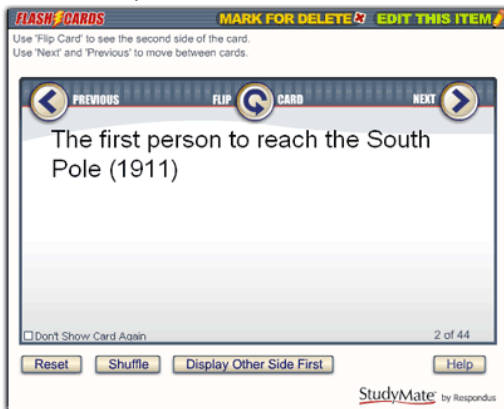 FLASH⚡CARDS MARK FOR DELETE EDIT THIS ITEM
Use 'Flip Card' to see the second side of the card.
Use 'Next' and 'Previous' to move between cards.
PREVIOUS FLIP CARD NEXT
The first person to reach the South
Pole (1911)
Don't Show Card Again 2 of 44
Reset Shuffle Display Other Side First Help
StudyMate by Respondus